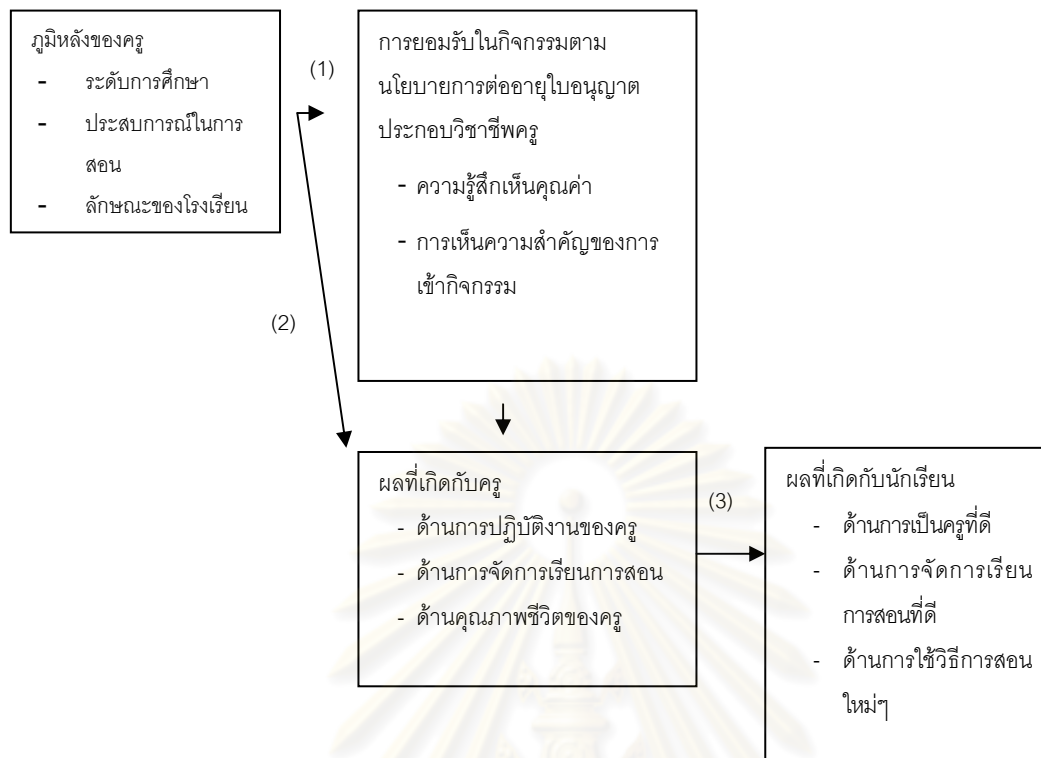 ภูมิหลังของครู
- ระดับการศึกษา
- ประสบการณ์ในการ
สอน
- ลักษณะของโรงเรียน
(1)
การยอมรับในกิจกรรมตาม
นโยบายการต่ออายุใบอนุญาต
ประกอบวิชาชีพครู
- ความรู้สึกเห็นคุณค่า
- การเห็นความสำคัญของการ
เข้ากิจกรรม
(2)
ผลที่เกิดกับครู
- ด้านการปฏิบัติงานของครู
- ด้านการจัดการเรียนการสอน
- ด้านคุณภาพชีวิตของครู
(3)
ผลที่เกิดกับนักเรียน
- ด้านการเป็นครูที่ดี
- ด้านการจัดการเรียน
การสอนที่ดี
- ด้านการใช้วิธีการสอน
ใหม่ๆ